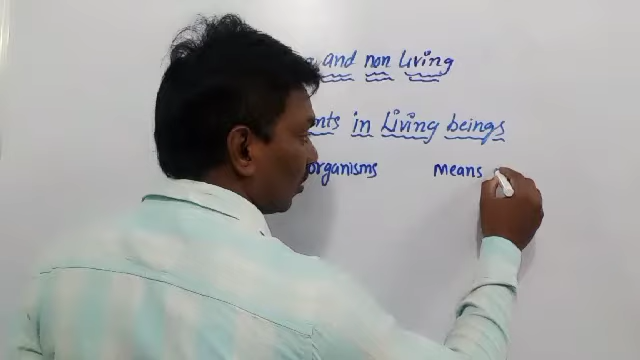 and non Living
in Living beings
organisms Means